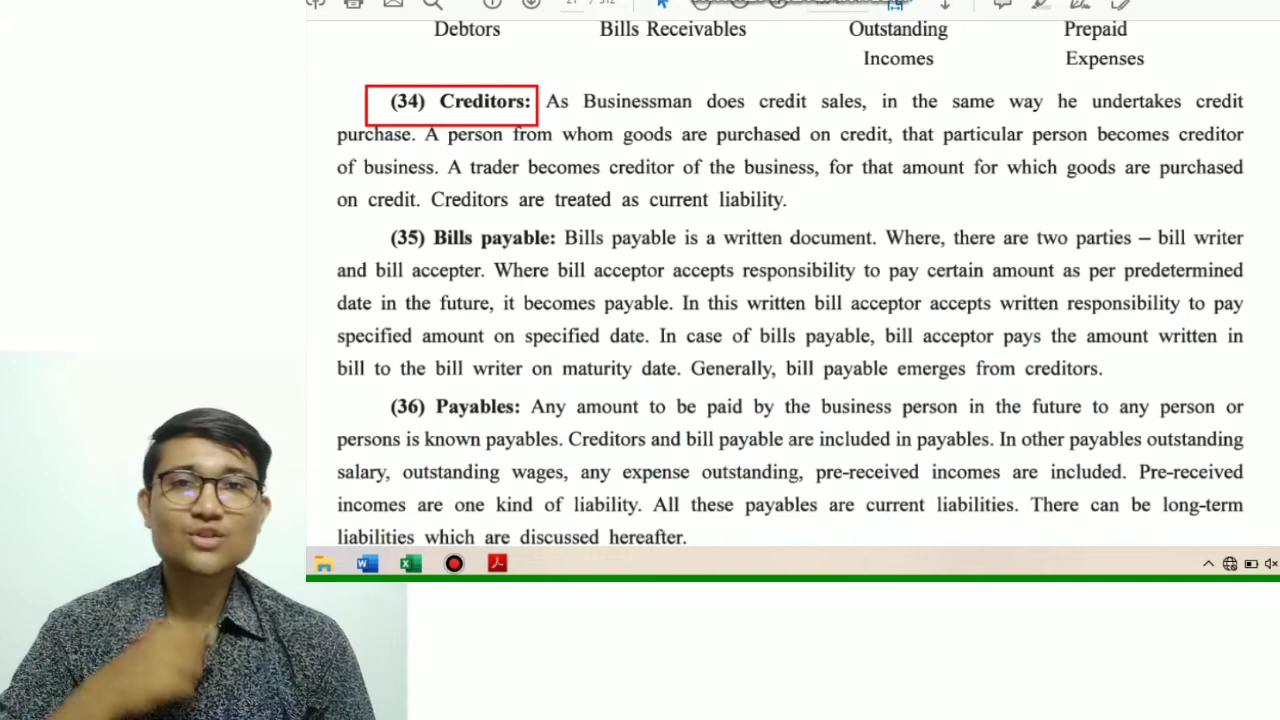 Debtors Bills Receivables Outstanding Prepaid
Incomes Expenses
(34) Creditors: As Businessman does credit sales, in the same way he undertakes credit
purchase. A person from whom goods are purchased on credit, that particular person becomes creditor
of business. A trader becomes creditor of the business, for that amount for which goods are purchased
on credit. Creditors are treated as current liability.
(35) Bills payable: Bills payable is a written document. Where, there are two parties – bill writer
and bill accepter. Where bill acceptor accepts responsibility to pay certain amount as per predetermined
date in the future, it becomes payable. In this written bill acceptor accepts written responsibility to pay
specified amount on specified date. In case of bills payable, bill acceptor pays the amount written in
bill to the bill writer on maturity date. Generally, bill payable emerges from creditors.
(36) Payables: Any amount to be paid by the business person in the future to any person or
persons is known payables. Creditors and bill payable are included in payables. In other payables outstanding
salary, outstanding wages, any expense outstanding, pre-received incomes are included. Pre-received
incomes are one kind of liability. All these payables are current liabilities. There can be long-term
liabilities which are discussed hereafter.